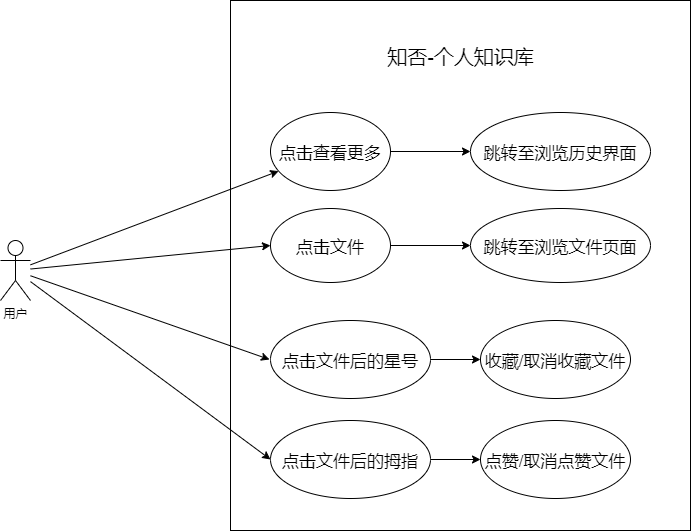 知否-个人知识库
点击查看更多
跳转至浏览历史界面
点击文件
跳转至浏览文件页面
用户
点击文件后的星号
收藏/取消收藏文件
点击文件后的拇指
点赞/取消点赞文件